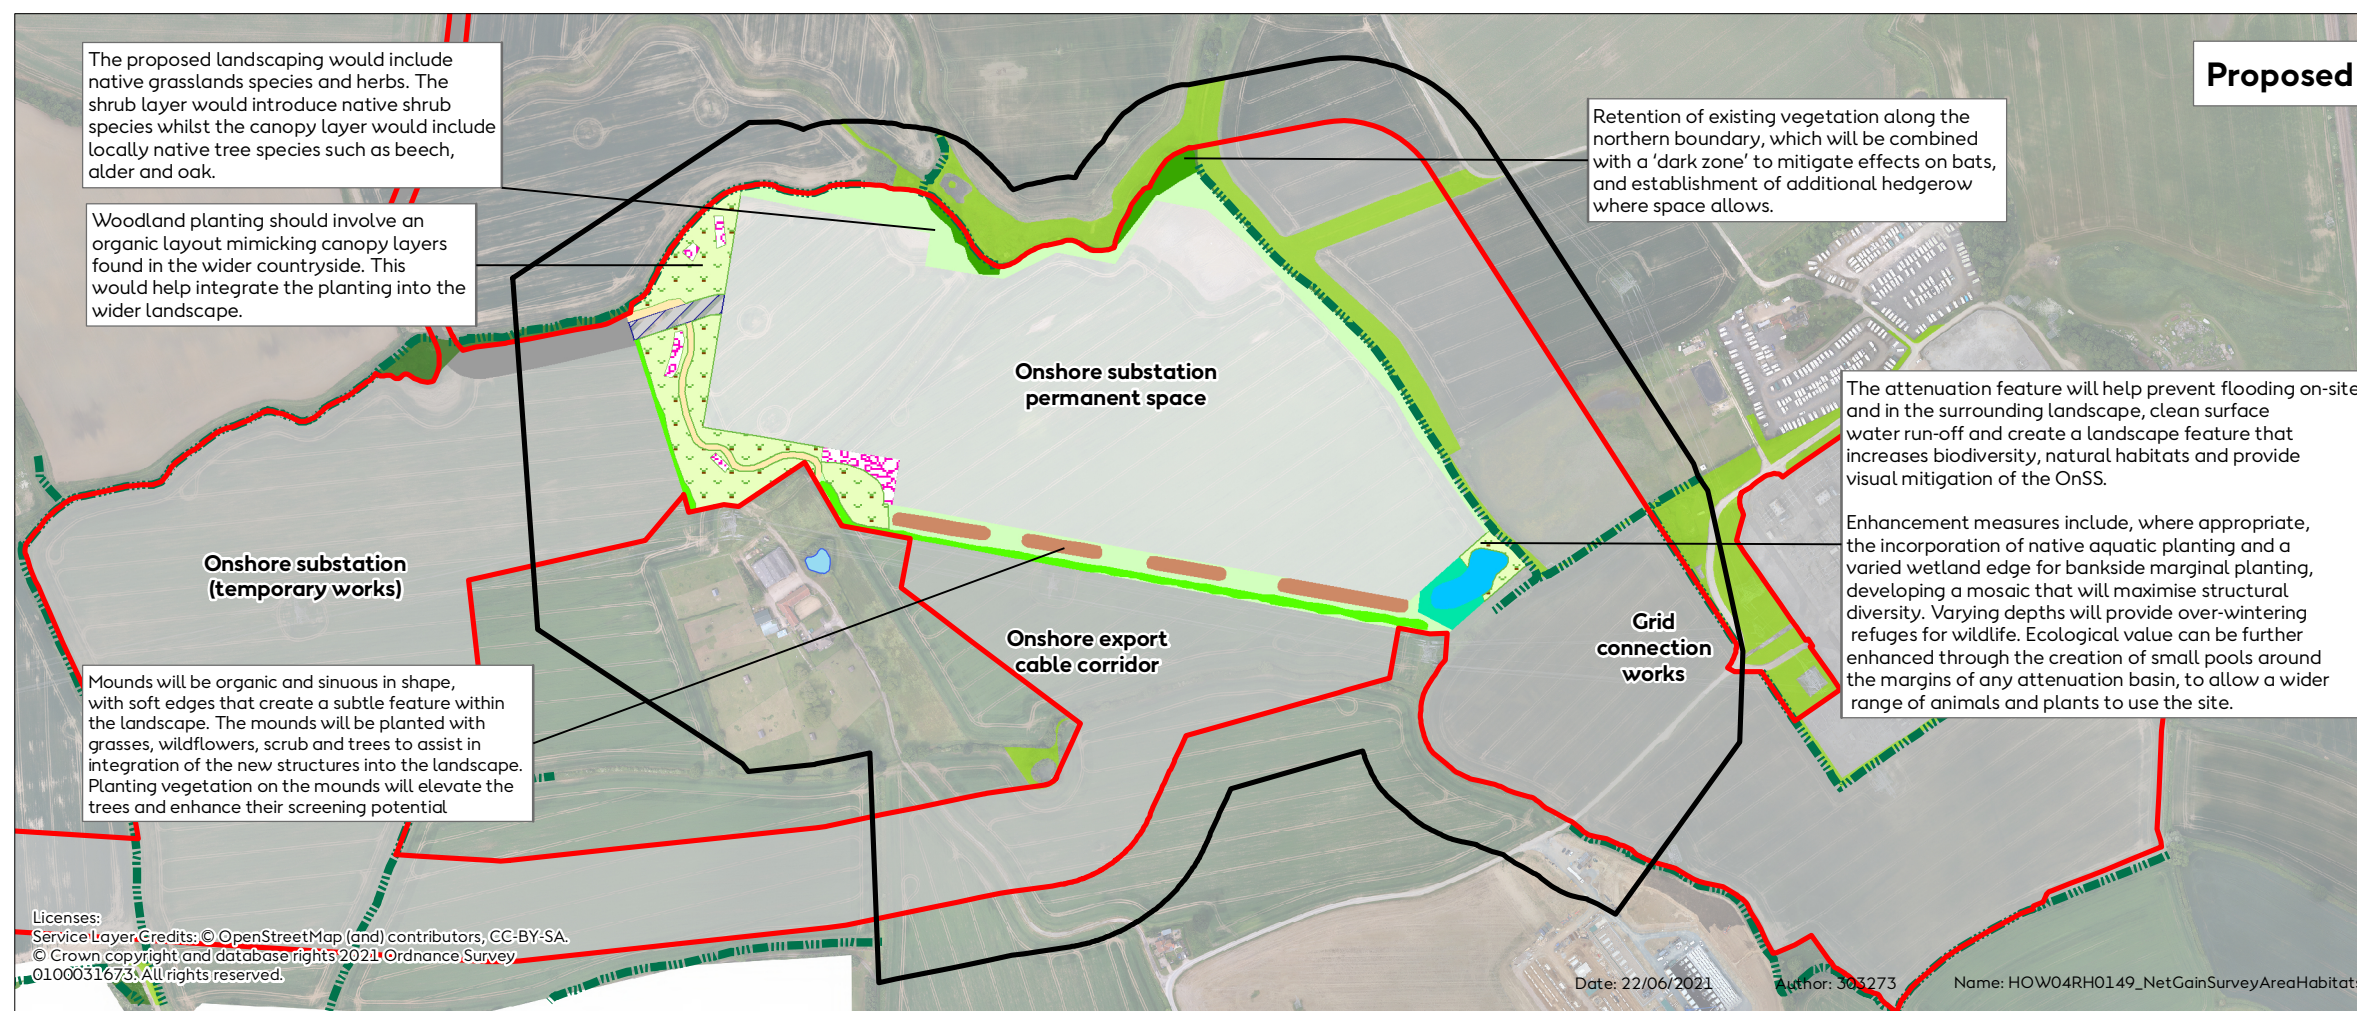 The proposed landscaping would include
native grasslands species and herbs. The
shrub layer would introduce native shrub
species whilst the canopy layer would include
locally native tree species such as beech,
alder and oak.
Woodland planting should involve an
organic layout mimicking canopy layers
found in the wider countryside. This
would help integrate the planting into the
wider landscape.
Proposed
Retention of existing vegetation along the
northern boundary, which will be combined
with a ‘dark zone’ to mitigate effects on bats,
and establishment of additional hedgerow
where space allows.
Onshore substation
permanent space
The attenuation feature will help prevent flooding on-site
and in the surrounding landscape, clean surface
water run-off and create a landscape feature that
increases biodiversity, natural habitats and provide
visual mitigation of the OnSS.
Enhancement measures include, where appropriate,
the incorporation of native aquatic planting and a
varied wetland edge for bankside marginal planting,
developing a mosaic that will maximise structural
diversity. Varying depths will provide over-wintering
refuges for wildlife. Ecological value can be further
enhanced through the creation of small pools around
the margins of any attenuation basin, to allow a wider
range of animals and plants to use the site.
Onshore substation
(temporary works)
Onshore export
cable corridor
Grid
connection
works
Mounds will be organic and sinuous in shape,
with soft edges that create a subtle feature within
the landscape. The mounds will be planted with
grasses, wildflowers, scrub and trees to assist in
integration of the new structures into the landscape.
Planting vegetation on the mounds will elevate the
trees and enhance their screening potential
Licenses:
Service Layer Credits: © OpenStreetMap (and) contributors, CC-BY-SA.
© Crown copyright and database rights 2021 Ordnance Survey
0100031673. All rights reserved.
Date: 22/06/2021 Author: 303273 Name: HOW04RH0149_NetGainSurveyAreaHabitats